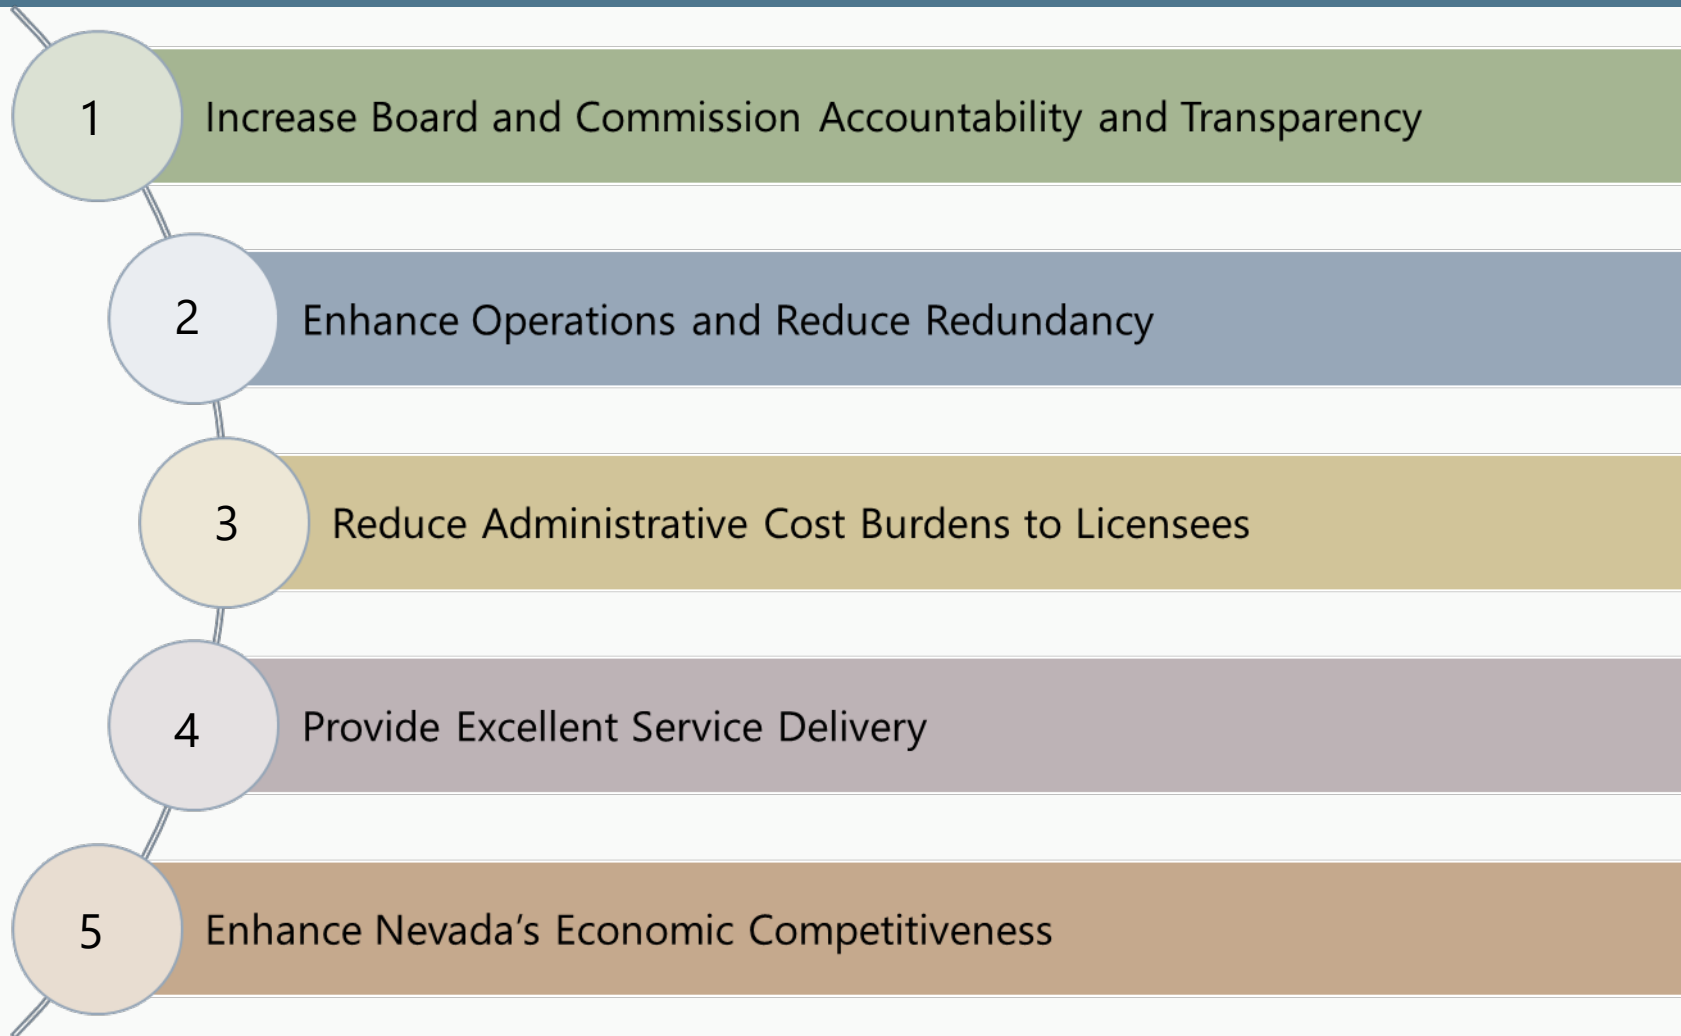 1
Increase Board and Commission Accountability and Transparency
2
Enhance Operations and Reduce Redundancy
3
Reduce Administrative Cost Burdens to Licensees
4
Provide Excellent Service Delivery
5
Enhance Nevada’s Economic Competitiveness